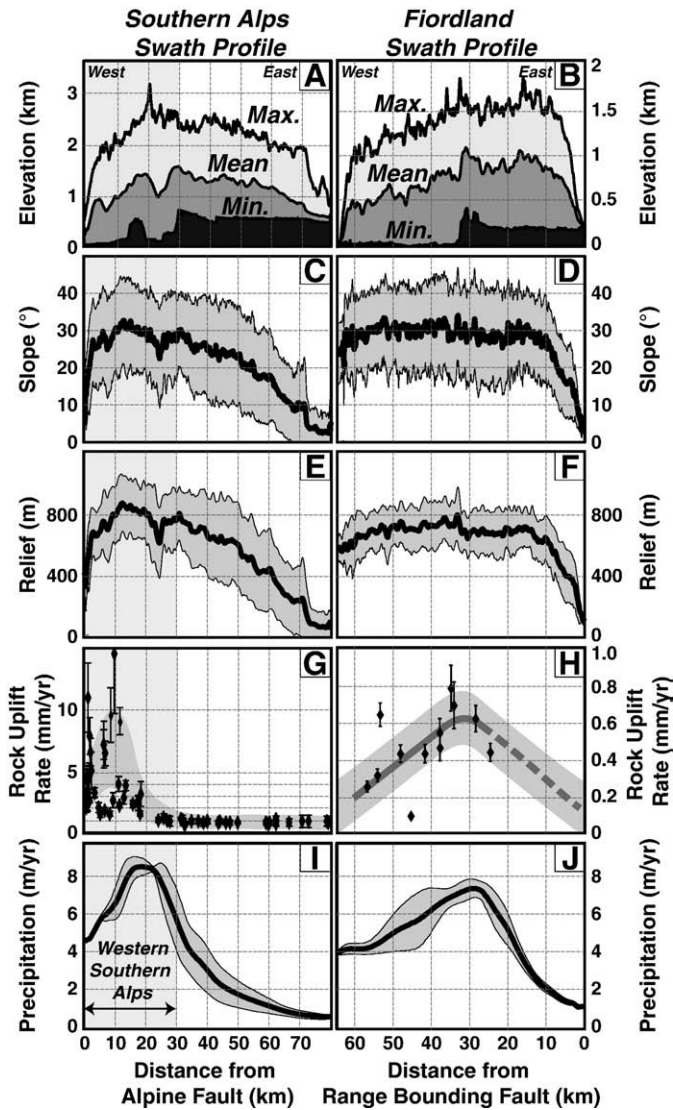 Southern Alps
Swath Profile
Fiordland
Swath Profile
West
East
A
Max.
Mean
Min.
Elevation (km)
3
2
1
0
West
East
B
Max.
Mean
Min.
Elevation (km)
2
1.5
1
0.5
0
C
Slope (°)
40
30
20
10
0
D
Slope (°)
40
30
20
10
0
E
Relief (m)
800
400
0
F
Relief (m)
800
400
0
G
Rock Uplift
Rate (mm/yr)
10
5
1
H
Rock Uplift
Rate (mm/yr)
1.0
0.8
0.6
0.4
0.2
0
I
Western
Southern
Alps
Precipitation (m/yr)
8
6
4
2
0
J
Precipitation (m/yr)
8
6
4
2
0
0 10 20 30 40 50 60 70
Distance from
Alpine Fault (km)
60 50 40 30 20 10 0
Distance from
Range Bounding Fault (km)